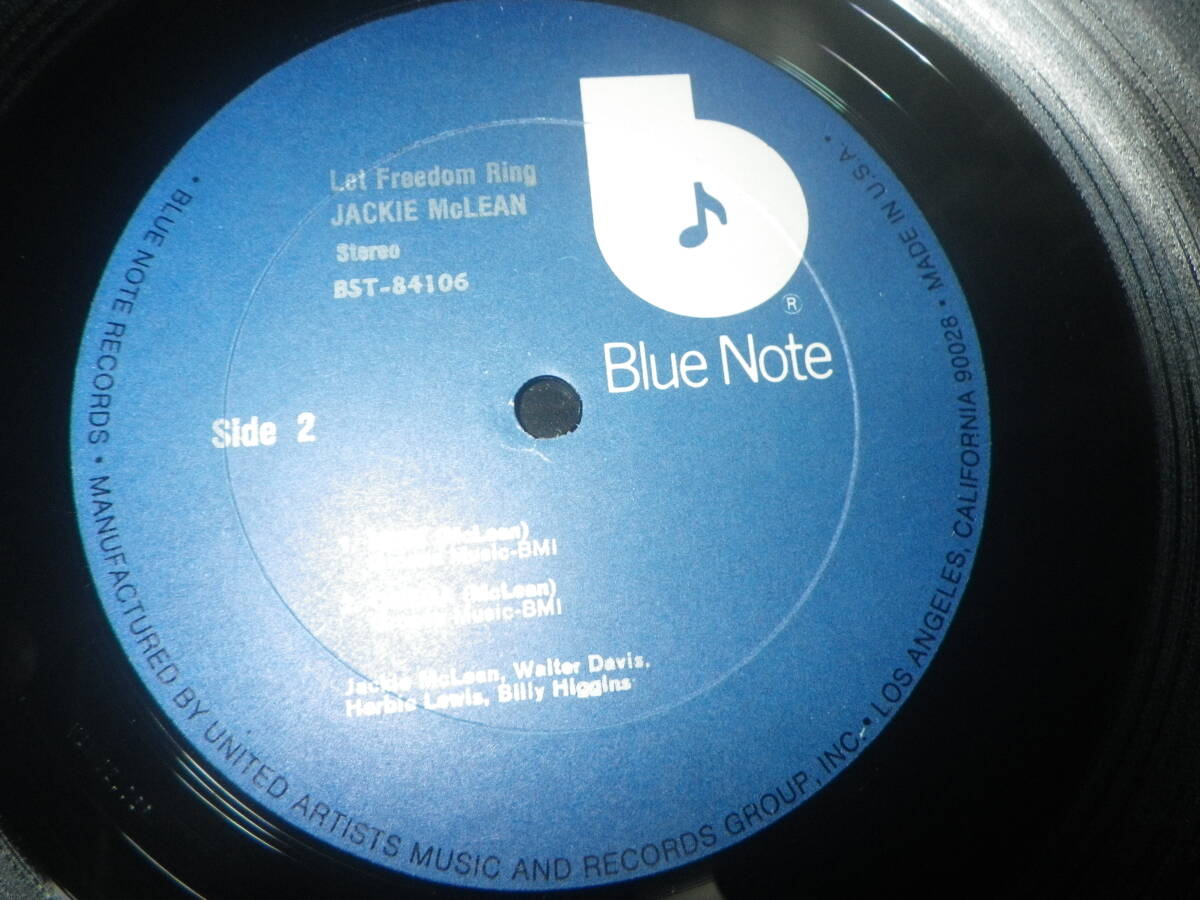 Let Freedom Ring
JACKIE McLEAN
Stereo
BST-84106
®
Blue Note
Side 2
1. (McLean)
Music-BMI
(McLean)
Music-BMI
Jackie McLean, Walter Davis,
Herbie Lewis, Billy Higgins
• BLUE NOTE RECORDS • MANUFACTURED BY UNITED ARTISTS MUSIC AND RECORDS GROUP, INC. • LOS ANGELES, CALIFORNIA 90028 • MADE IN U.S.A •